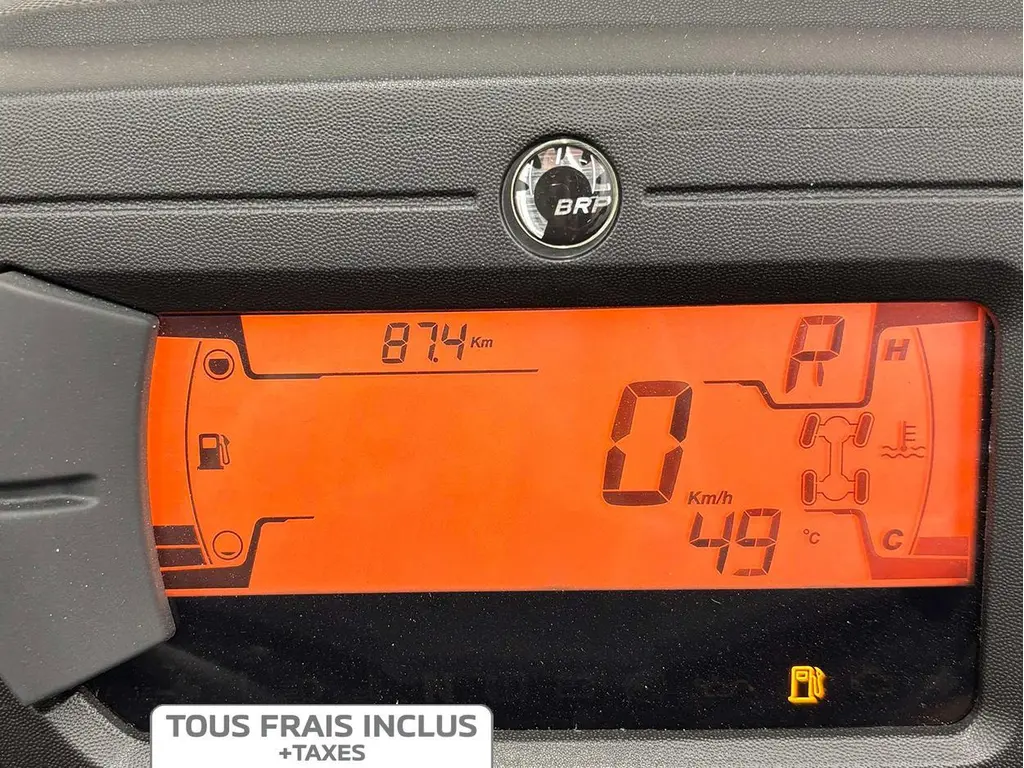 BRP
87.4 Km
R
H
0
Km/h
49 °C
C
TOUS FRAIS INCLUS
+TAXES